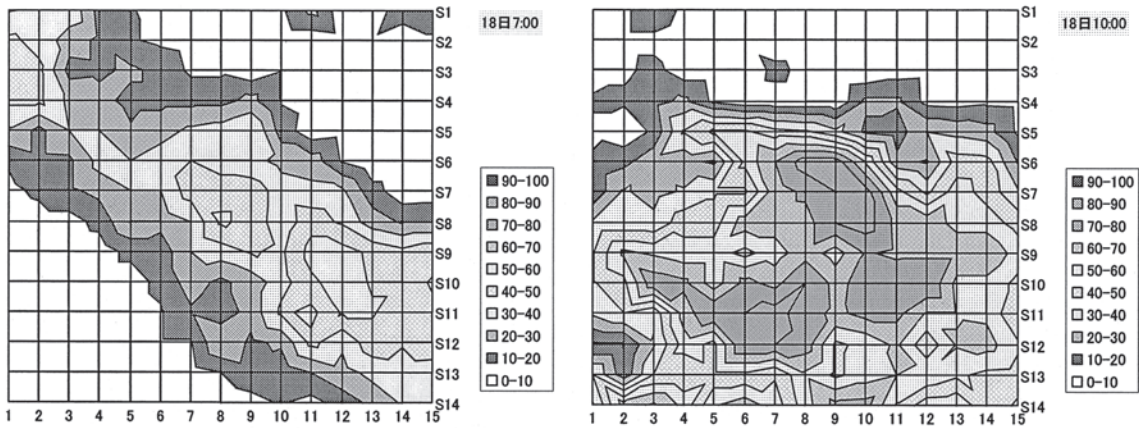 18日7:00
S1
S2
S3
S4
S5
S6
S7
S8
S9
S10
S11
S12
S13
S14
1 2 3 4 5 6 7 8 9 10 11 12 13 14 15
90-100
80-90
70-80
60-70
50-60
40-50
30-40
20-30
10-20
0-10
18日10:00
S1
S2
S3
S4
S5
S6
S7
S8
S9
S10
S11
S12
S13
S14
1 2 3 4 5 6 7 8 9 10 11 12 13 14 15
90-100
80-90
70-80
60-70
50-60
40-50
30-40
20-30
10-20
0-10